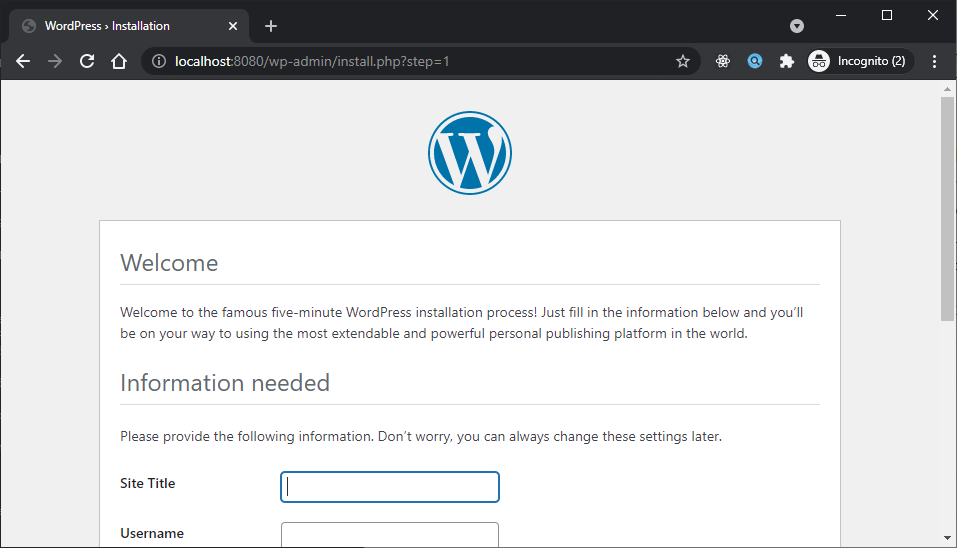 WordPress › Installation
localhost:8080/wp-admin/install.php?step=1
Incognito (2)
W
Welcome
Welcome to the famous five-minute WordPress installation process! Just fill in the information below and you’ll
be on your way to using the most extendable and powerful personal publishing platform in the world.
Information needed
Please provide the following information. Don’t worry, you can always change these settings later.
Site Title
Username